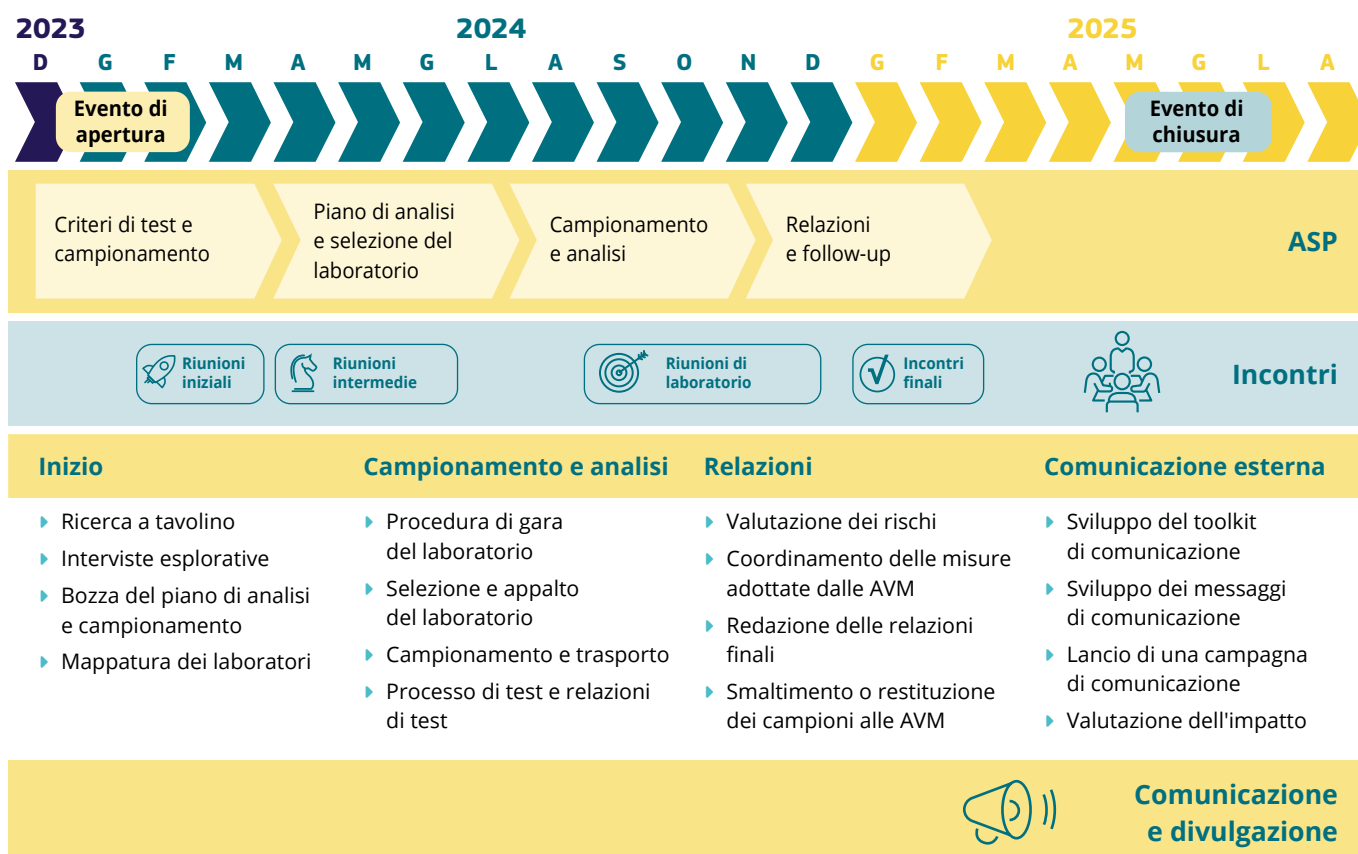 2023
2024
2025
D G F M A M G L A S O N D G F M A M G L A
Evento di
apertura
Evento di
chiusura
Criteri di test e
campionamento
Piano di analisi
e selezione del
laboratorio
Campionamento
e analisi
Relazioni
e follow-up
ASP
Riunioni
iniziali
Riunioni
intermedie
Riunioni di
laboratorio
Incontri
finali
Incontri
Inizio
Ricerca a tavolino
Interviste esplorative
Bozza del piano di analisi
e campionamento
Mappatura dei laboratori
Campionamento e analisi
Procedura di gara
del laboratorio
Selezione e appalto
del laboratorio
Campionamento e trasporto
Processo di test e relazioni
di test
Relazioni
Valutazione dei rischi
Coordinamento delle misure
adottate dalle AVM
Redazione delle relazioni
finali
Smaltimento o restituzione
dei campioni alle AVM
Comunicazione esterna
Sviluppo del toolkit
di comunicazione
Sviluppo dei messaggi
di comunicazione
Lancio di una campagna
di comunicazione
Valutazione dell'impatto
Comunicazione
e divulgazione